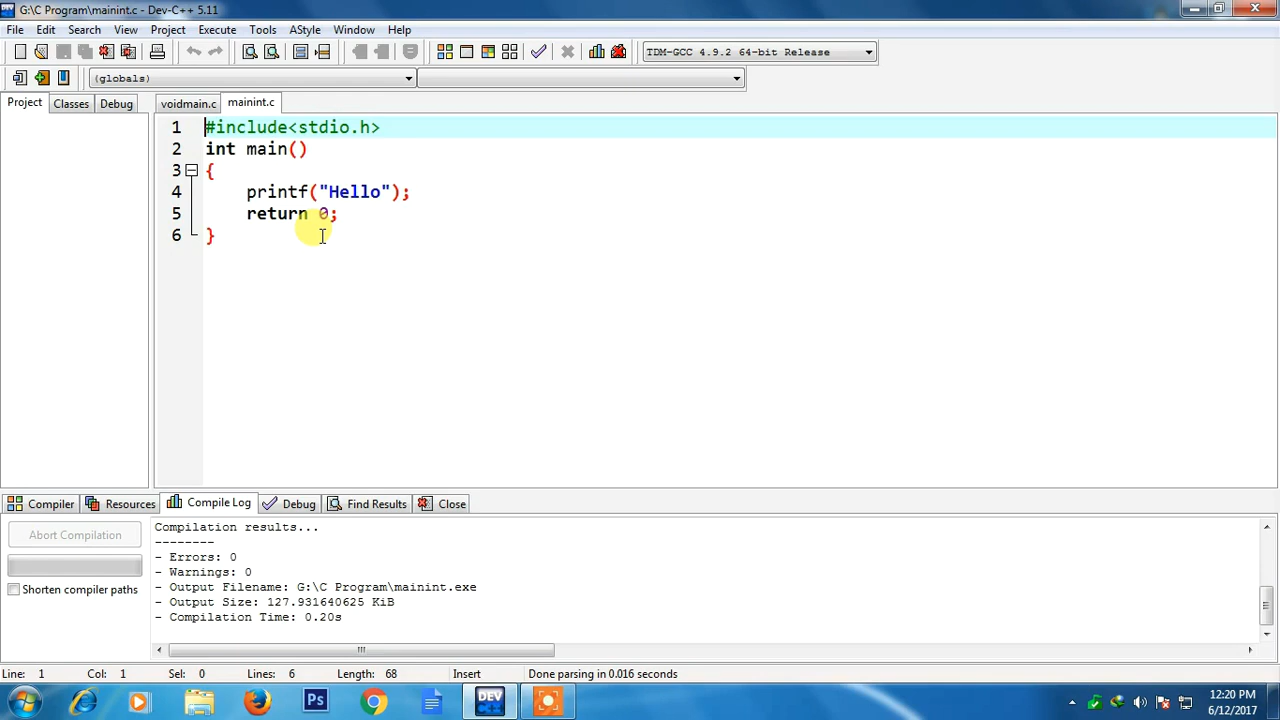 G:\C Program\mainint.c - Dev-C++ 5.11
File Edit Search View Project Execute Tools AStyle Window Help
TDM-GCC 4.9.2 64-bit Release
(globals)
Project Classes Debug voidmain.c mainint.c
1 #include<stdio.h>
2 int main()
3 {
4 printf("Hello");
5 return 0;
6 }
Compiler Resources Compile Log Debug Find Results Close
Abort Compilation
Shorten compiler paths
Compilation results...
--------
- Errors: 0
- Warnings: 0
- Output Filename: G:\C Program\mainint.exe
- Output Size: 127.931640625 KiB
- Compilation Time: 0.20s
Line: 1 Col: 1 Sel: 0 Lines: 6 Length: 68 Insert Done parsing in 0.016 seconds
Ps
DEV C++
12:20 PM
6/12/2017